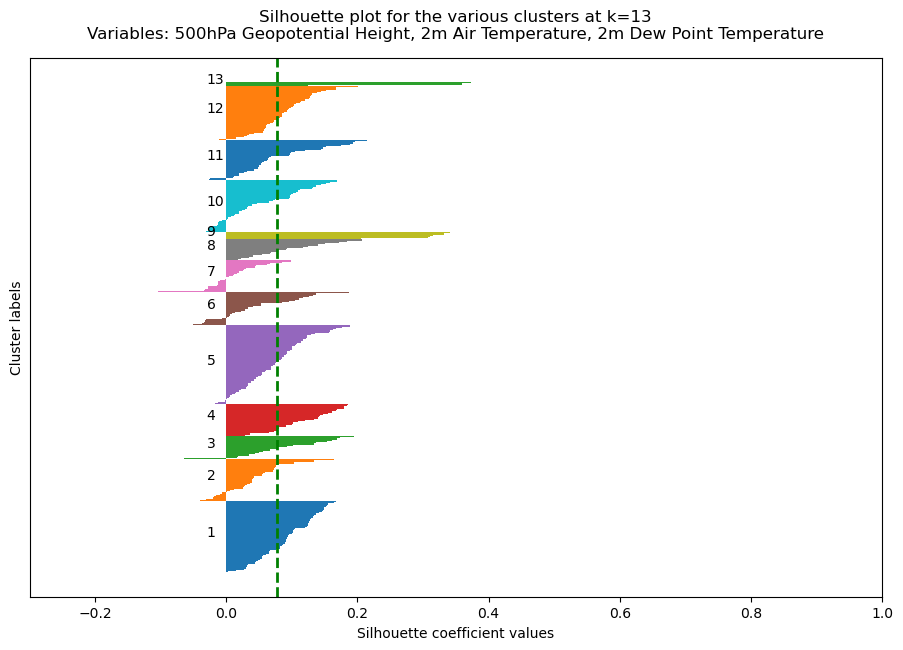 Silhouette plot for the various clusters at k=13
Variables: 500hPa Geopotential Height, 2m Air Temperature, 2m Dew Point Temperature
13
12
11
10
9
8
7
6
5
4
3
2
1
Cluster labels
−0.2 0.0 0.2 0.4 0.6 0.8 1.0
Silhouette coefficient values